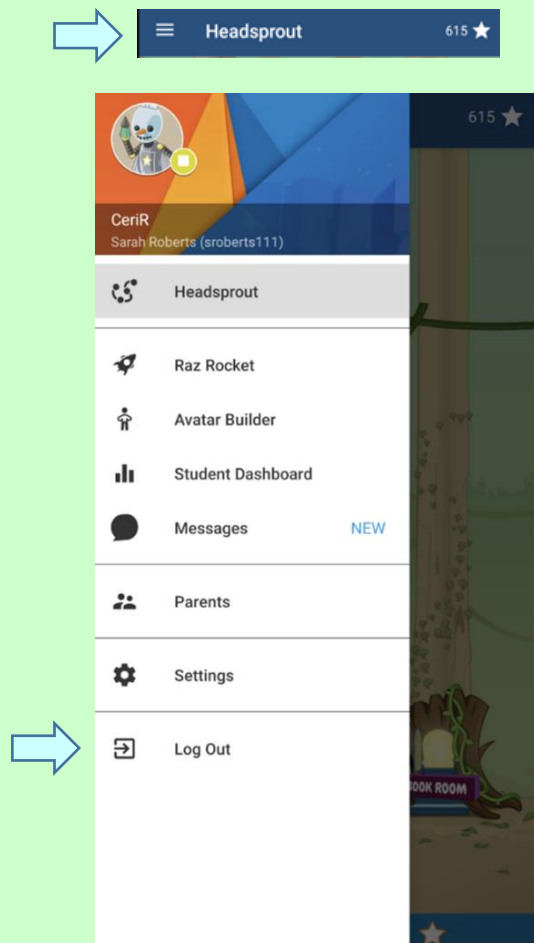 Headsprout 615
615
CeriR
Sarah Roberts (sroberts111)
Headsprout
Raz Rocket
Avatar Builder
Student Dashboard
Messages NEW
Parents
Settings
Log Out
ROOM